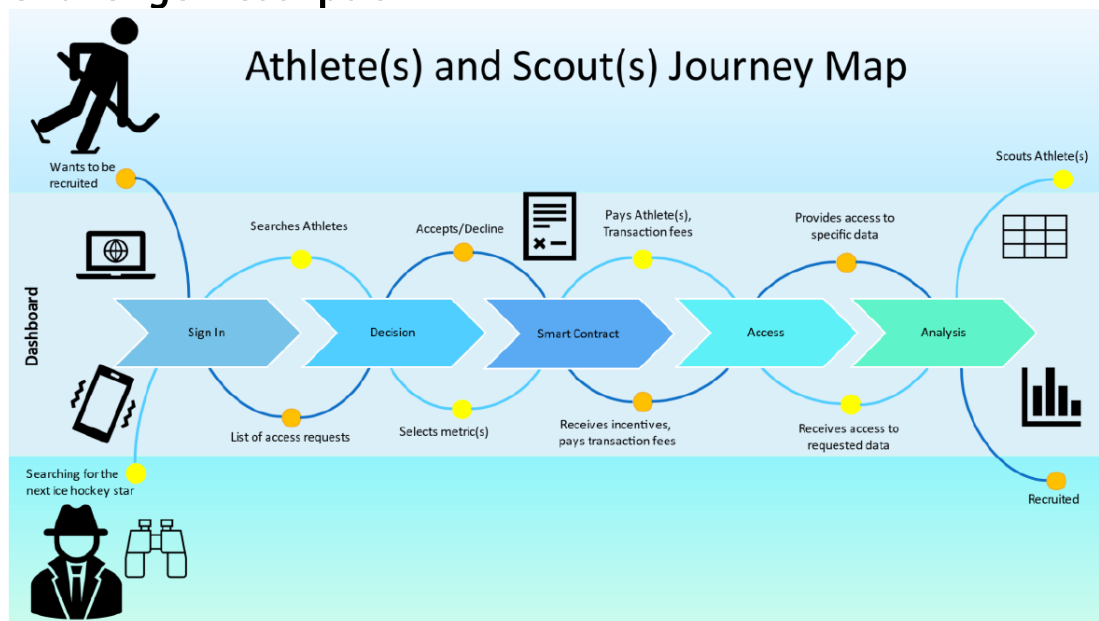 Athlete(s) and Scout(s) Journey Map
Wants to be
recruited
Scouts Athlete(s)
Searches Athletes
Accepts/Decline
Pays Athlete(s),
Transaction fees
Provides access to
specific data
Dashboard
Sign In
Decision
Smart Contract
Access
Analysis
List of access requests
Selects metric(s)
Receives incentives,
pays transaction fees
Receives access to
requested data
Searching for the
next ice hockey star
Recruited